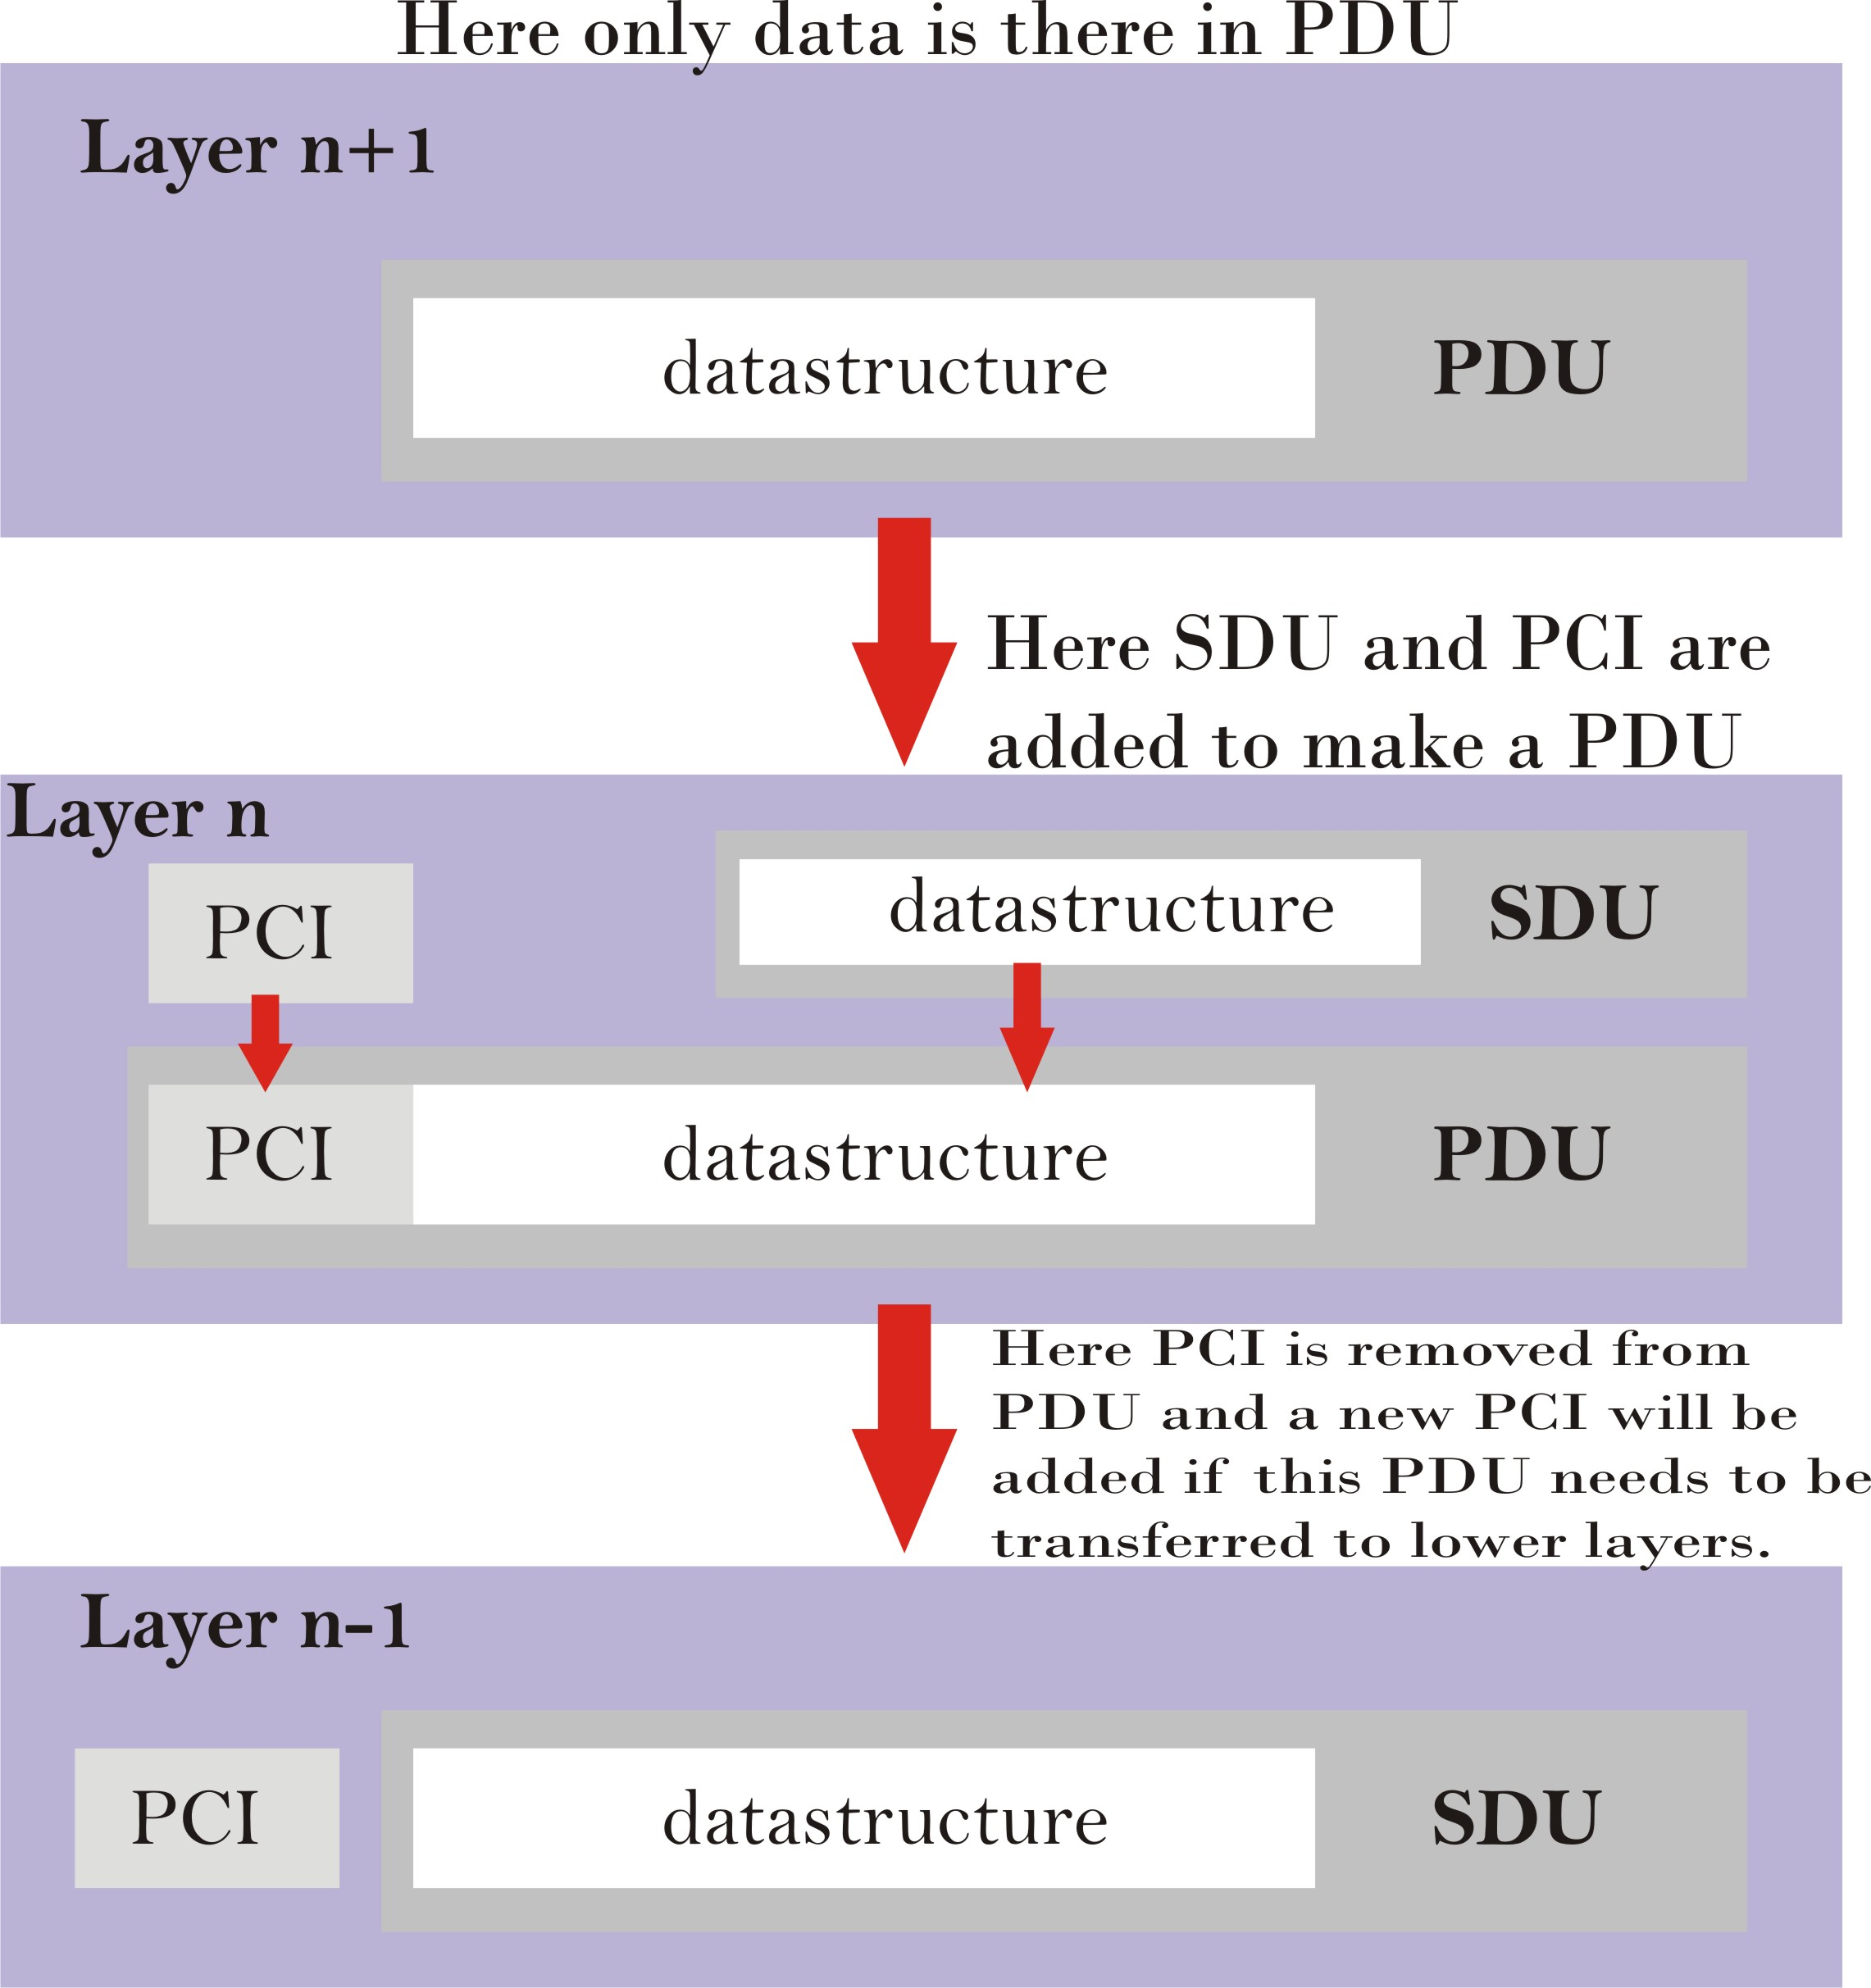 Here only data is there in PDU
Layer n+1
datastructure PDU
Here SDU and PCI are
added to make a PDU
Layer n
PCI datastructure SDU
PCI datastructure PDU
Here PCI is removed from
PDU and a new PCI will be
added if this PDU needs to be
transferred to lower layers.
Layer n-1
PCI datastructure SDU